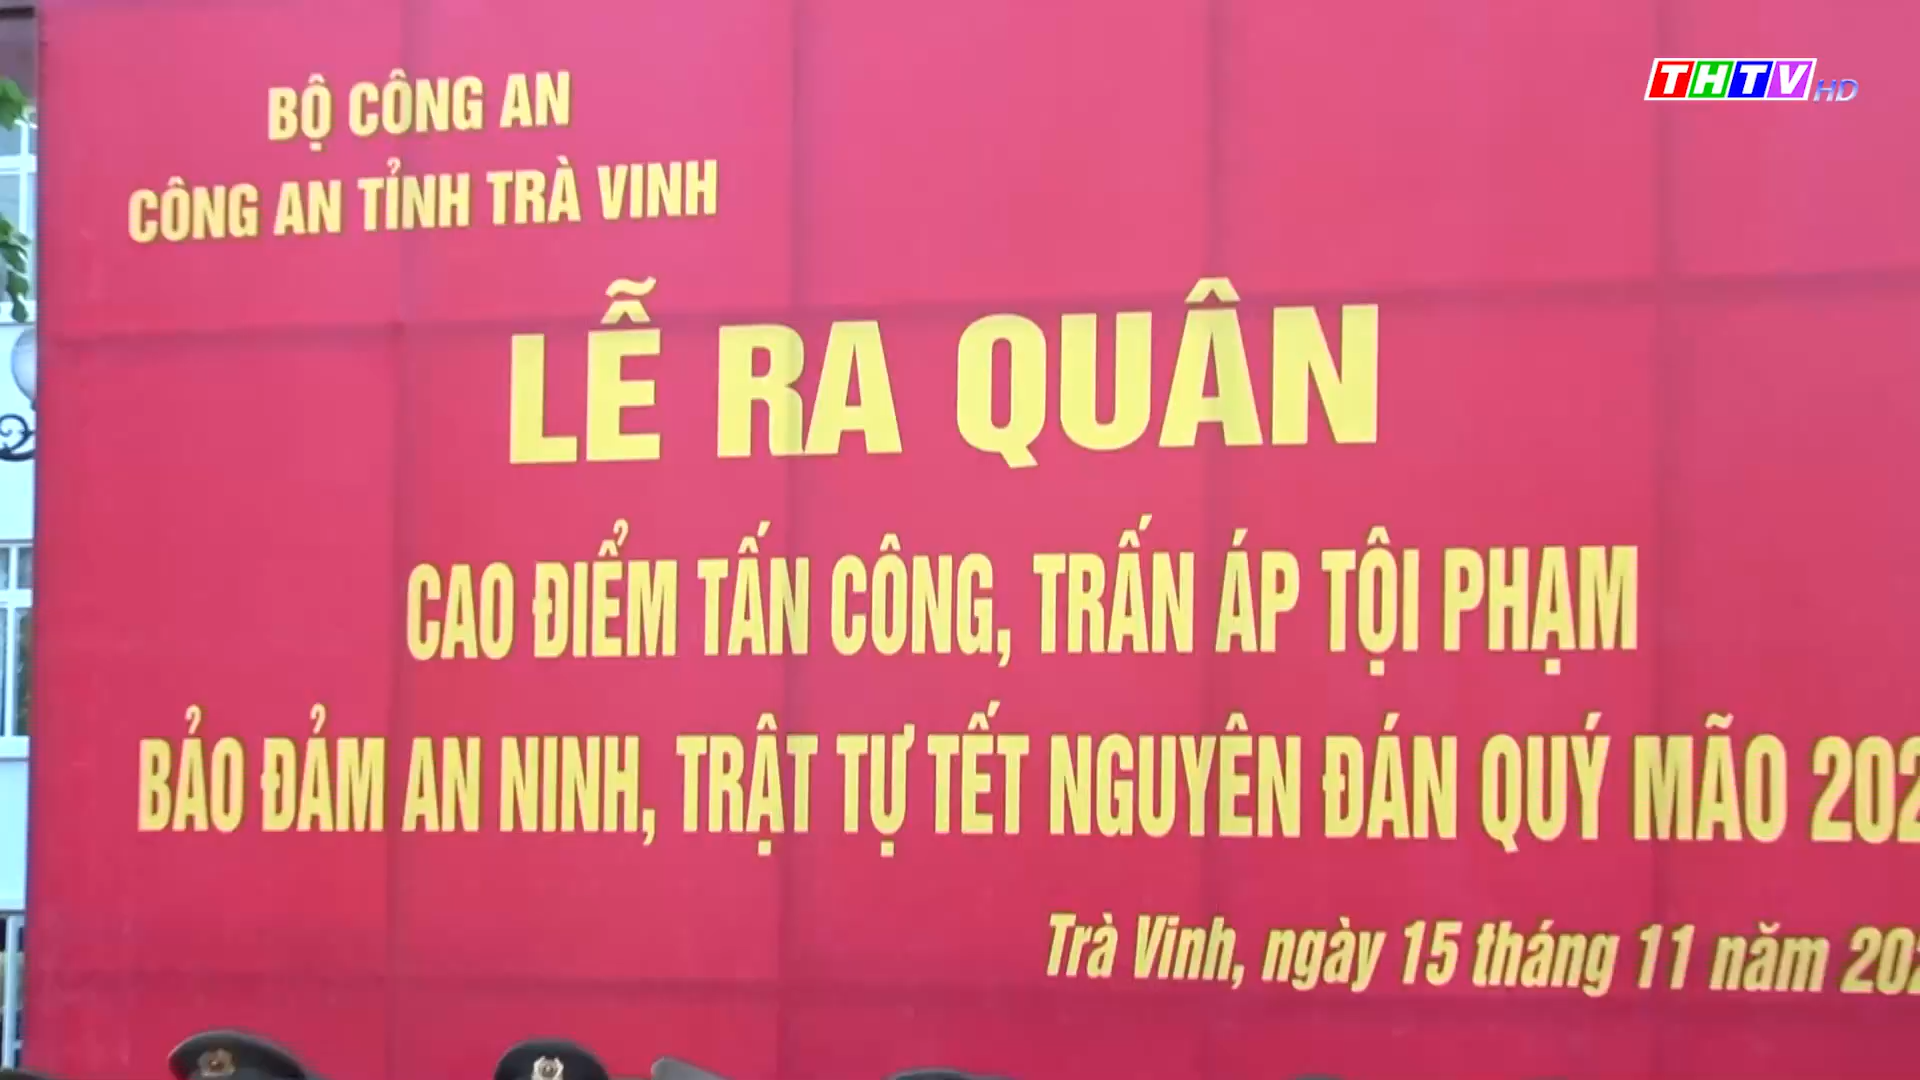 THTV HD
BỘ CÔNG AN
CÔNG AN TỈNH TRÀ VINH
LỄ RA QUÂN
CAO ĐIỂM TẤN CÔNG, TRẤN ÁP TỘI PHẠM
BẢO ĐẢM AN NINH, TRẬT TỰ TẾT NGUYÊN ĐÁN QUÝ MÃO
Trà Vinh, ngày 15 tháng 11 năm